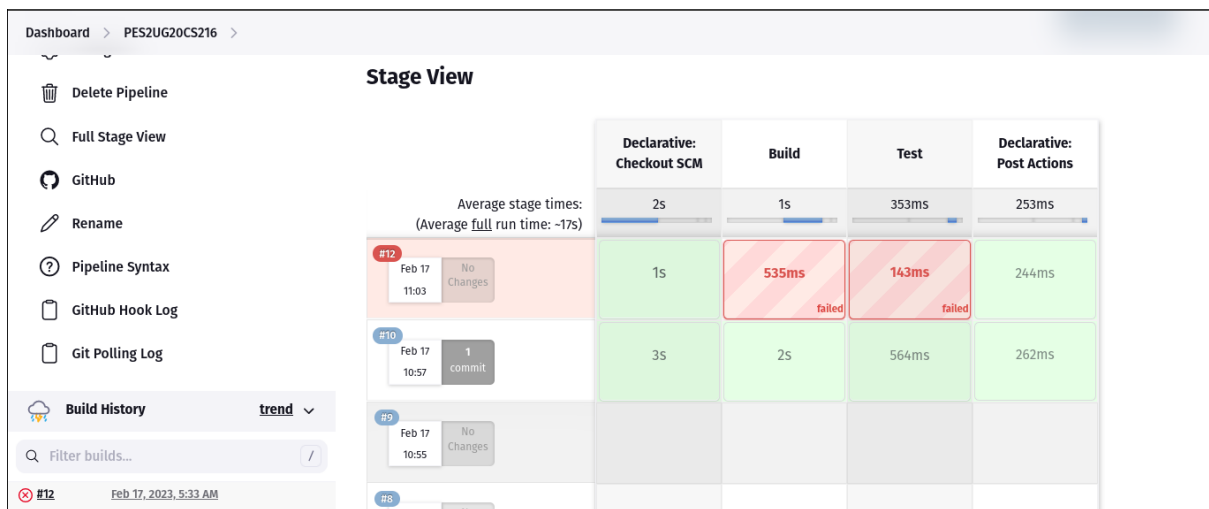 Dashboard > PES2UG20CS216 >
Delete Pipeline
Full Stage View
GitHub
Rename
Pipeline Syntax
GitHub Hook Log
Git Polling Log
Build History trend
Filter builds... /
#12 Feb 17, 2023, 5:33 AM
Stage View
Declarative: Checkout SCM
Build
Test
Declarative: Post Actions
Average stage times: 2s 1s 353ms 253ms
(Average full run time: ~17s)
#12
Feb 17 No
11:03 Changes
1s 535ms failed 143ms failed 244ms
#10
Feb 17 1
10:57 commit
3s 2s 564ms 262ms
#9
Feb 17 No
10:55 Changes
#8